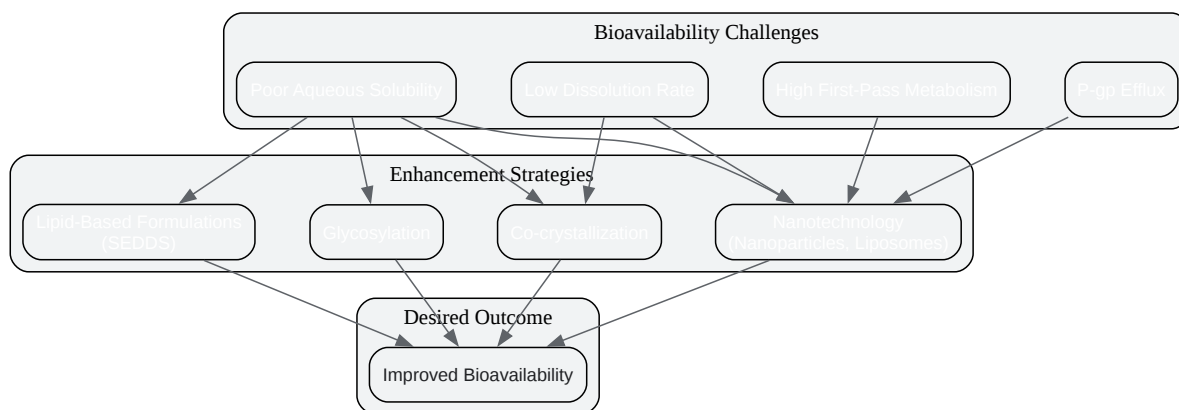 Bioavailability Challenges
Poor Aqueous Solubility
Low Dissolution Rate
High First-Pass Metabolism
P-gp Efflux
Enhancement Strategies
Lipid-Based Formulations
(SEDDS)
Glycosylation
Co-crystallization
Nanotechnology
(Nanoparticles, Liposomes)
Desired Outcome
Improved Bioavailability